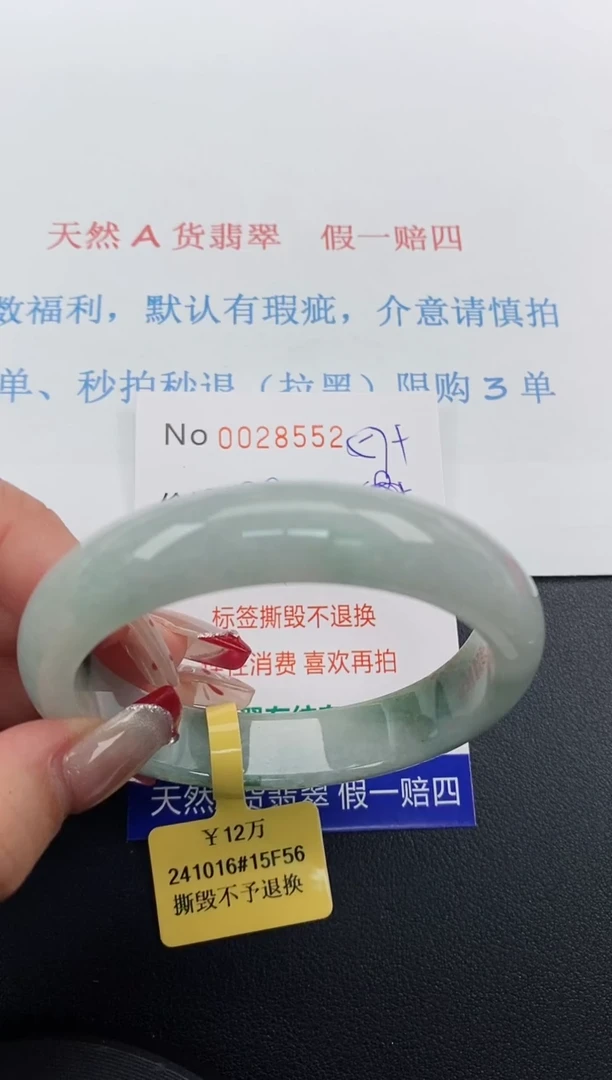 天然A货翡翠 假一赔四
数福利，默认有瑕疵，介意请慎拍
单、秒拍秒退（拉黑）限购3单
No 0028552
标签撕毁不退换
消费 喜欢再拍
天然 货翡翠 假一赔四
￥12万
241016#15F56
撕毁不予退换